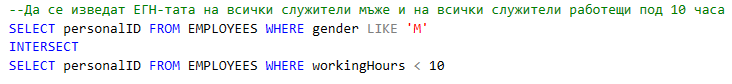 --Да се изведат ЕГН-тата на всички служители мъже и на всички служители работещи под 10 часа
SELECT personalID FROM EMPLOYEES WHERE gender LIKE 'M'
INTERSECT
SELECT personalID FROM EMPLOYEES WHERE workingHours < 10